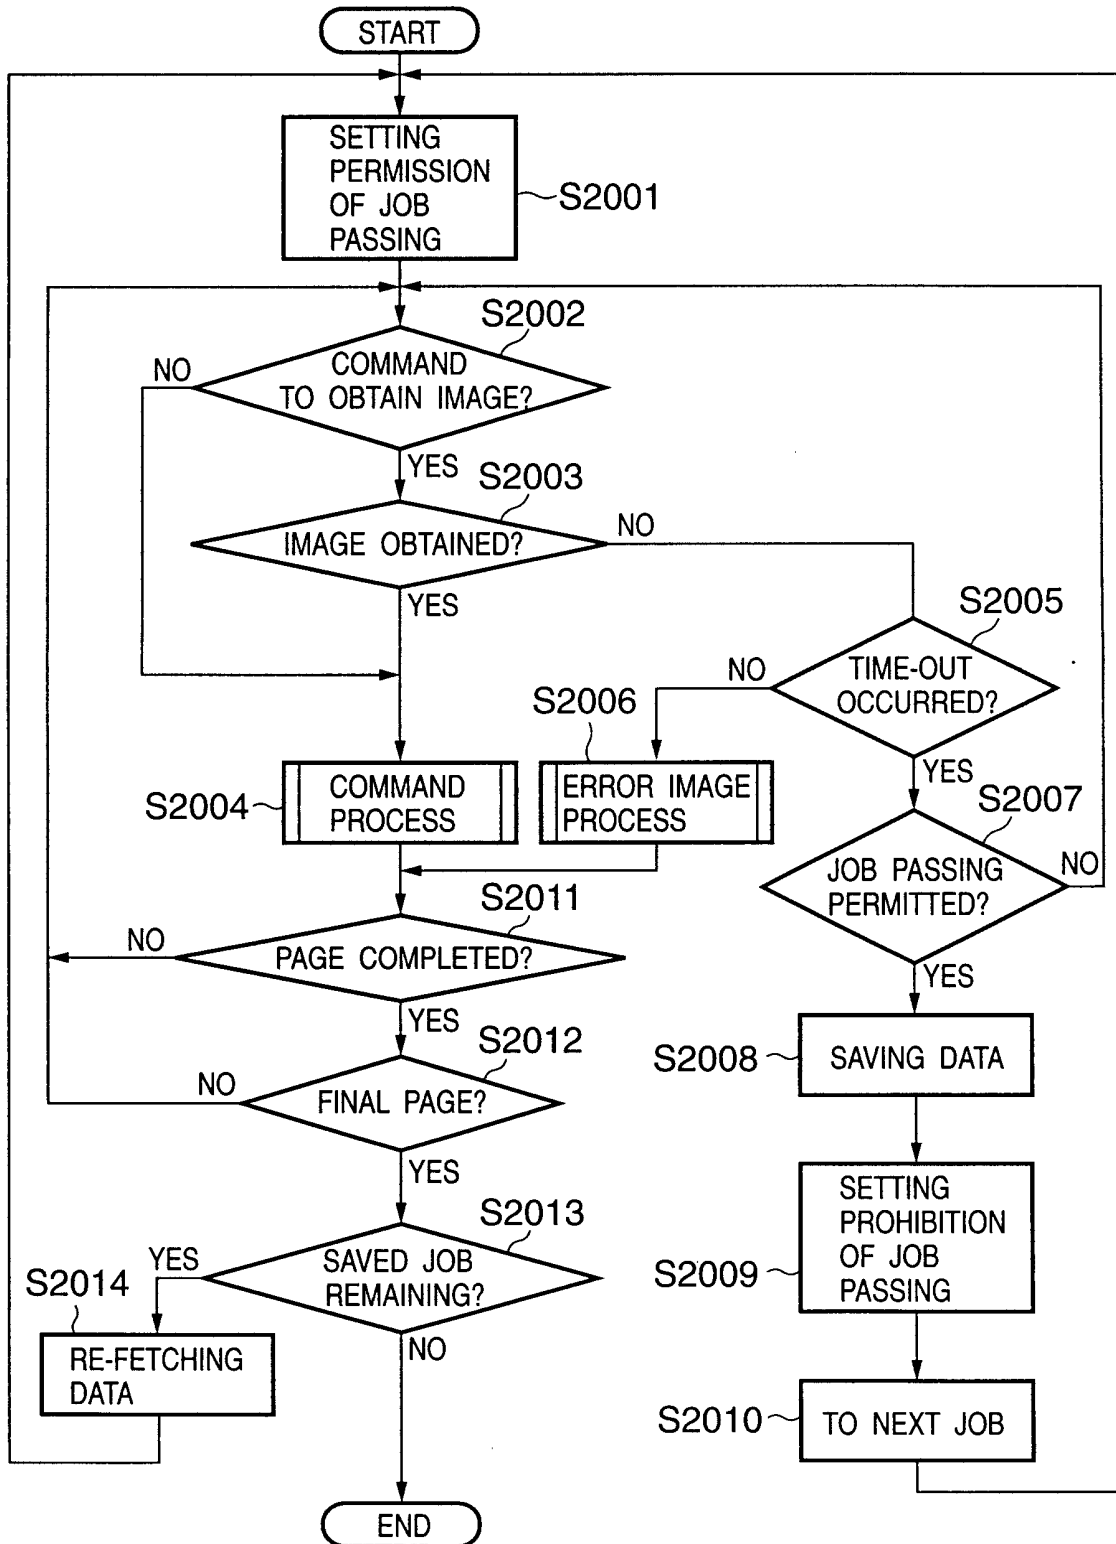 START
SETTING
PERMISSION
OF JOB
PASSING
S2001
S2002
COMMAND
TO OBTAIN IMAGE?
NO
YES
S2003
IMAGE OBTAINED?
NO
YES
S2005
TIME-OUT
OCCURRED?
NO
YES
S2006
ERROR IMAGE
PROCESS
S2004
COMMAND
PROCESS
S2007
JOB PASSING
PERMITTED?
NO
YES
S2011
PAGE COMPLETED?
NO
YES
S2008
SAVING DATA
S2012
FINAL PAGE?
NO
YES
S2009
SETTING
PROHIBITION
OF JOB
PASSING
S2013
SAVED JOB
REMAINING?
YES
NO
S2014
RE-FETCHING
DATA
S2010
TO NEXT JOB
END